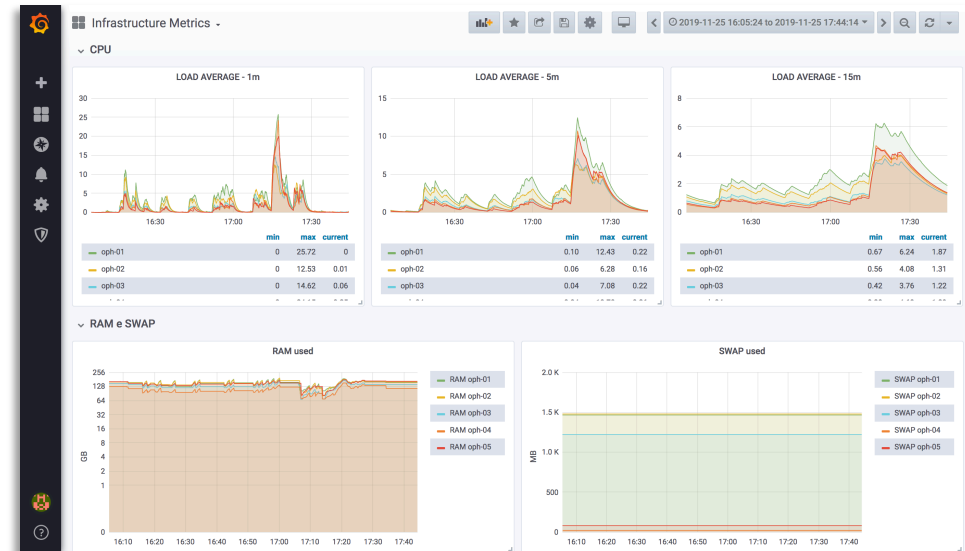 Infrastructure Metrics
2019-11-25 16:05:24 to 2019-11-25 17:44:14
CPU
LOAD AVERAGE - 1m
30
25
20
15
10
5
0
16:30 17:00 17:30
min max current
oph-01 0 25.72 0
oph-02 0 12.53 0.01
oph-03 0 14.62 0.06
LOAD AVERAGE - 5m
15
10
5
0
16:30 17:00 17:30
min max current
oph-01 0.10 12.43 0.22
oph-02 0.06 6.28 0.16
oph-03 0.04 7.08 0.22
LOAD AVERAGE - 15m
8
6
4
2
0
16:30 17:00 17:30
min max current
oph-01 0.67 6.24 1.87
oph-02 0.56 4.08 1.31
oph-03 0.42 3.76 1.22
RAM e SWAP
RAM used
GB
256
128
64
32
16
8
4
2
1
0
16:10 16:20 16:30 16:40 16:50 17:00 17:10 17:20 17:30 17:40
RAM oph-01
RAM oph-02
RAM oph-03
RAM oph-04
RAM oph-05
SWAP used
MB
2.0 K
1.5 K
1.0 K
500
0
16:10 16:20 16:30 16:40 16:50 17:00 17:10 17:20 17:30 17:40
SWAP oph-01
SWAP oph-02
SWAP oph-03
SWAP oph-04
SWAP oph-05